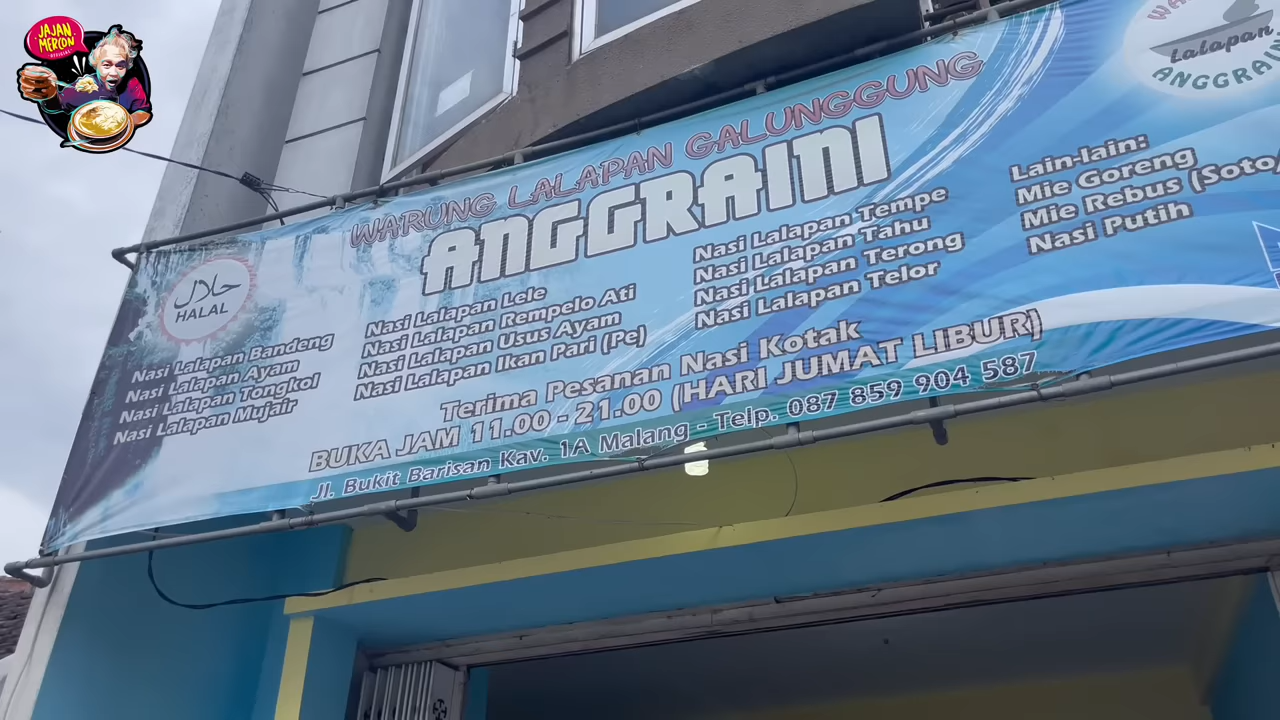 JAJAN
MERCON
WARUNG LALAPAN GALUNGGUNG
ANGGRAINI
حلال
HALAL
Nasi Lalapan Bandeng
Nasi Lalapan Ayam
Nasi Lalapan Tongkol
Nasi Lalapan Mujair
Nasi Lalapan Lele
Nasi Lalapan Rempelo Ati
Nasi Lalapan Usus Ayam
Nasi Lalapan Ikan Pari (Pe)
Nasi Lalapan Tempe
Nasi Lalapan Tahu
Nasi Lalapan Terong
Nasi Lalapan Telor
Lain-lain:
Mie Goreng
Mie Rebus (Soto/
Nasi Putih
Lalapan
Terima Pesanan Nasi Kotak
BUKA JAM 11.00 - 21.00 (HARI JUMAT LIBUR)
Jl. Bukit Barisan Kav. 1A Malang - Telp. 087 859 904 587